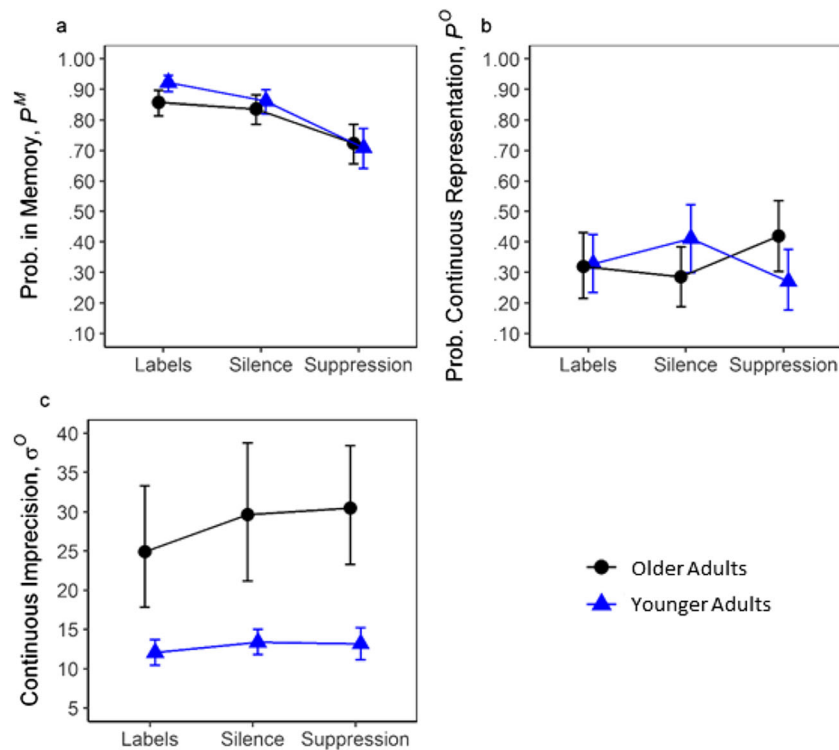 a
Prob. in Memory, P^M
1.00
.90
.80
.70
.60
.50
.40
.30
.20
.10
Labels Silence Suppression
b
Prob. Continuous Representation, P^O
1.00
.90
.80
.70
.60
.50
.40
.30
.20
.10
Labels Silence Suppression
c
Continuous Imprecision, σ^O
40
35
30
25
20
15
10
5
Labels Silence Suppression
Older Adults
Younger Adults